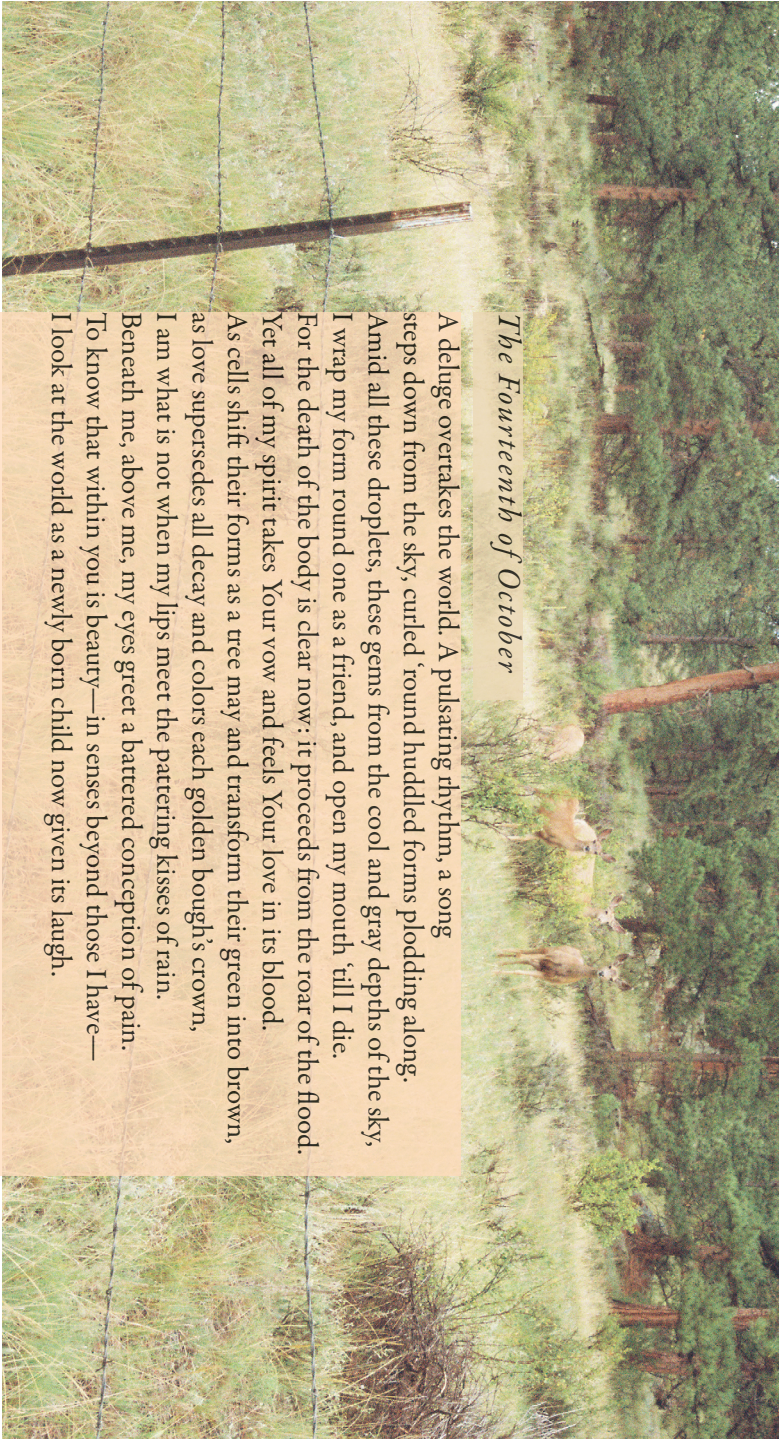 The Fourteenth of October
A deluge overtakes the world. A pulsating rhythm, a song
steps down from the sky, curled ‘round huddled forms plodding along.
Amid all these droplets, these gems from the cool and gray depths of the sky,
I wrap my form round one as a friend, and open my mouth ‘till I die.
For the death of the body is clear now: it proceeds from the roar of the flood.
Yet all of my spirit takes Your vow and feels Your love in its blood.
As cells shift their forms as a tree may and transform their green into brown,
as love supersedes all decay and colors each golden bough’s crown,
I am what is not when my lips meet the pattering kisses of rain.
Beneath me, above me, my eyes greet a battered conception of pain.
To know that within you is beauty—in senses beyond those I have—
I look at the world as a newly born child now given its laugh.